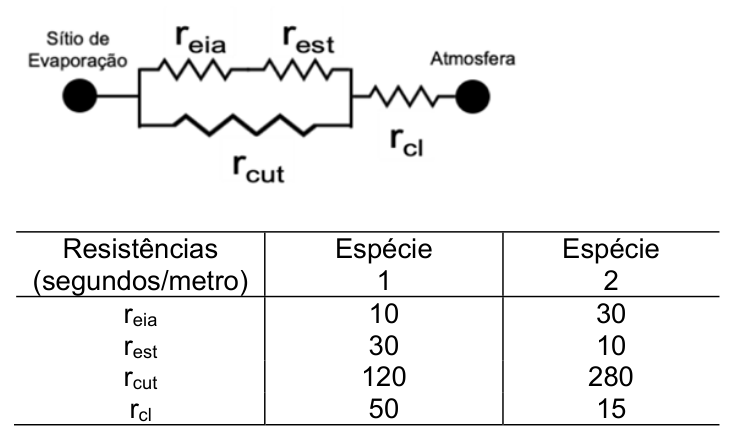 Sítio de
Evaporação
r_eia
r_est
Atmosfera
r_cl
r_cut
Resistências
(segundos/metro)
Espécie
1
Espécie
2
r_eia 10 30
r_est 30 10
r_cut 120 280
r_cl 50 15